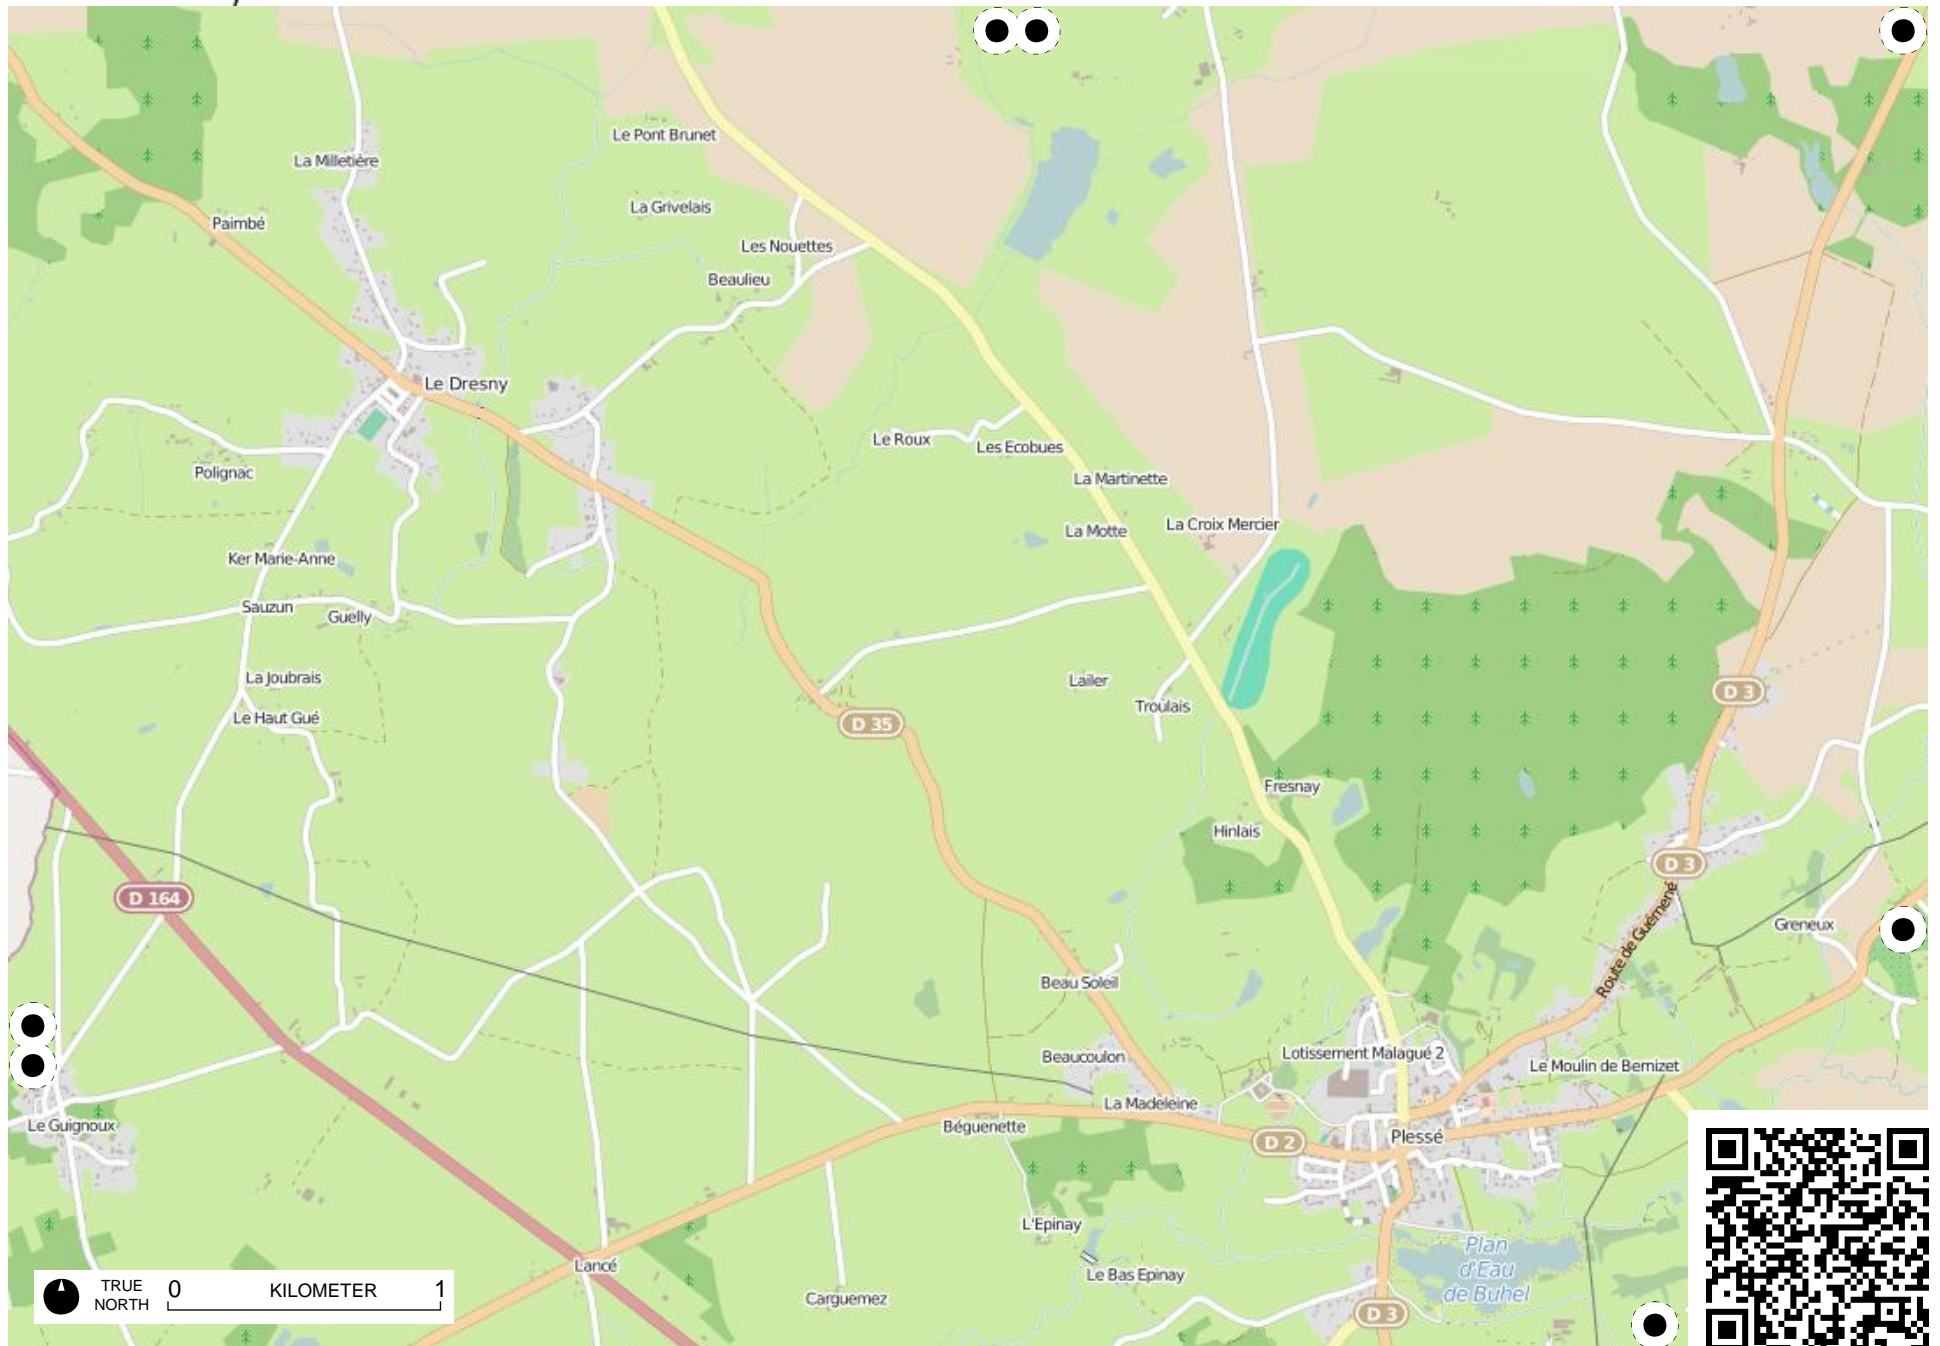 Le Pont Brunet
La Milletière
La Grivelais
Paimbé
Les Nouettes
Beaulieu
Le Dresny
Le Roux
Les Ecobues
Polignac
La Martinette
La Motte
La Croix Mercier
Ker Marie-Anne
Sauzun
Guelly
La Joubrais
Lailer
Troulais
D 3
Le Haut Gué
D 35
Fresnay
Hinlais
D 3
D 164
Route de Guémené
Greneux
Beau Soleil
Beaucoulon
Lotissement Malagué 2
Le Moulin de Bernizet
La Madeleine
Le Guignoux
Béguenette
D 2
Plessé
L'Epinay
Plan
d'Eau
de Buhel
Lancé
Le Bas Epinay
Carguemez
D 3
TRUE
NORTH
0 KILOMETER 1